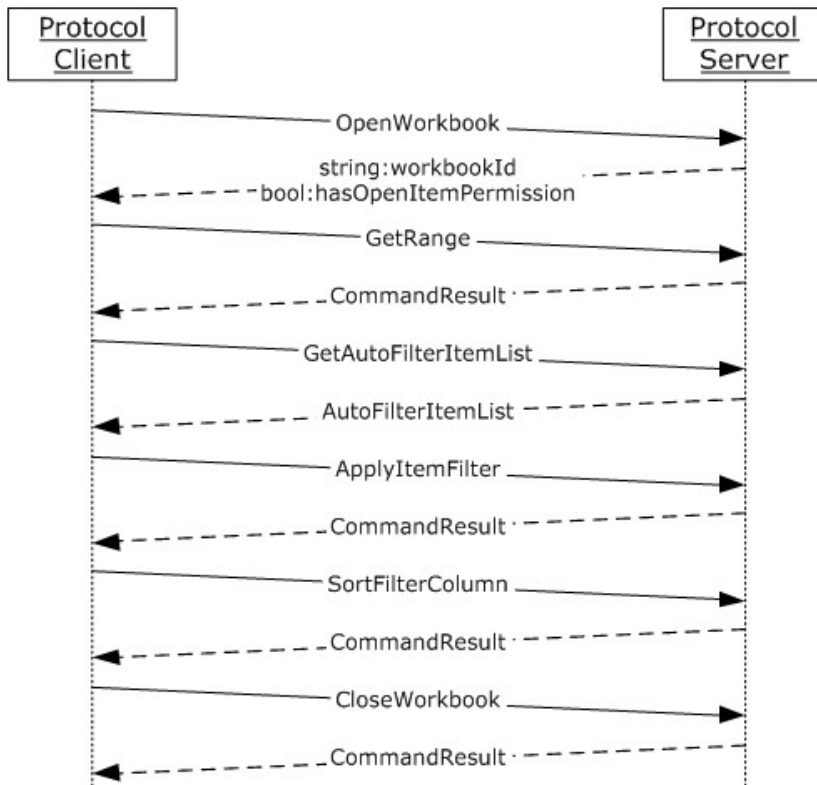 Protocol
Client
Protocol
Server
OpenWorkbook
string:workbookId
bool:hasOpenItemPermission
GetRange
CommandResult
GetAutoFilterItemList
AutoFilterItemList
ApplyItemFilter
CommandResult
SortFilterColumn
CommandResult
CloseWorkbook
CommandResult